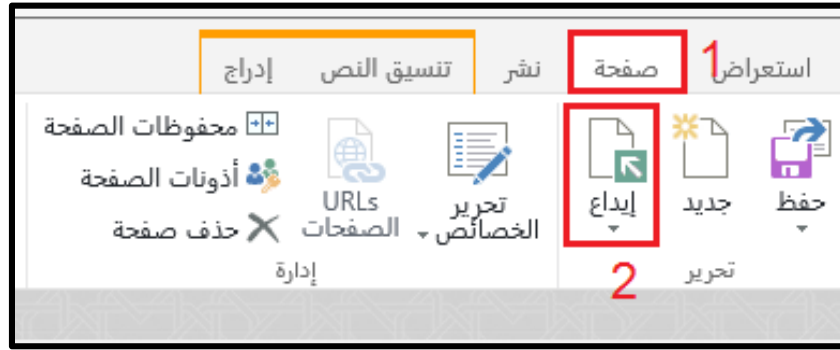 استعراض 1 صفحة نشر تنسيق النص إدراج
حفظ
جديد
إيداع
تحرير
2
تحرير
الخصائص
URLs
الصفحات
محفوظات الصفحة
أذونات الصفحة
حذف صفحة
إدارة